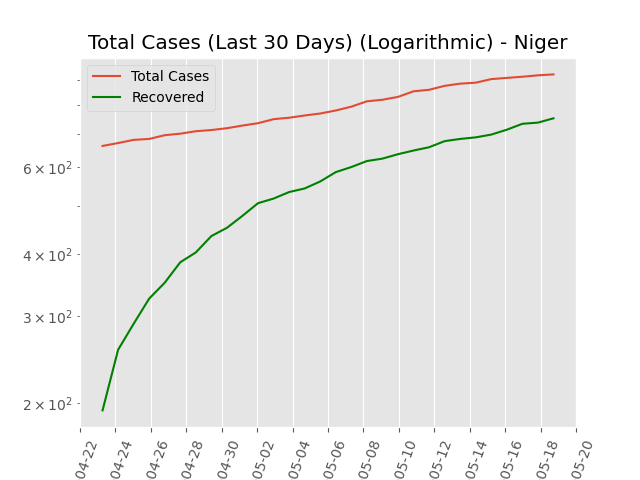 Total Cases (Last 30 Days) (Logarithmic) - Niger
Total Cases
Recovered
6 × 10²
4 × 10²
3 × 10²
2 × 10²
04-22
04-24
04-26
04-28
04-30
05-02
05-04
05-06
05-08
05-10
05-12
05-14
05-16
05-18
05-20